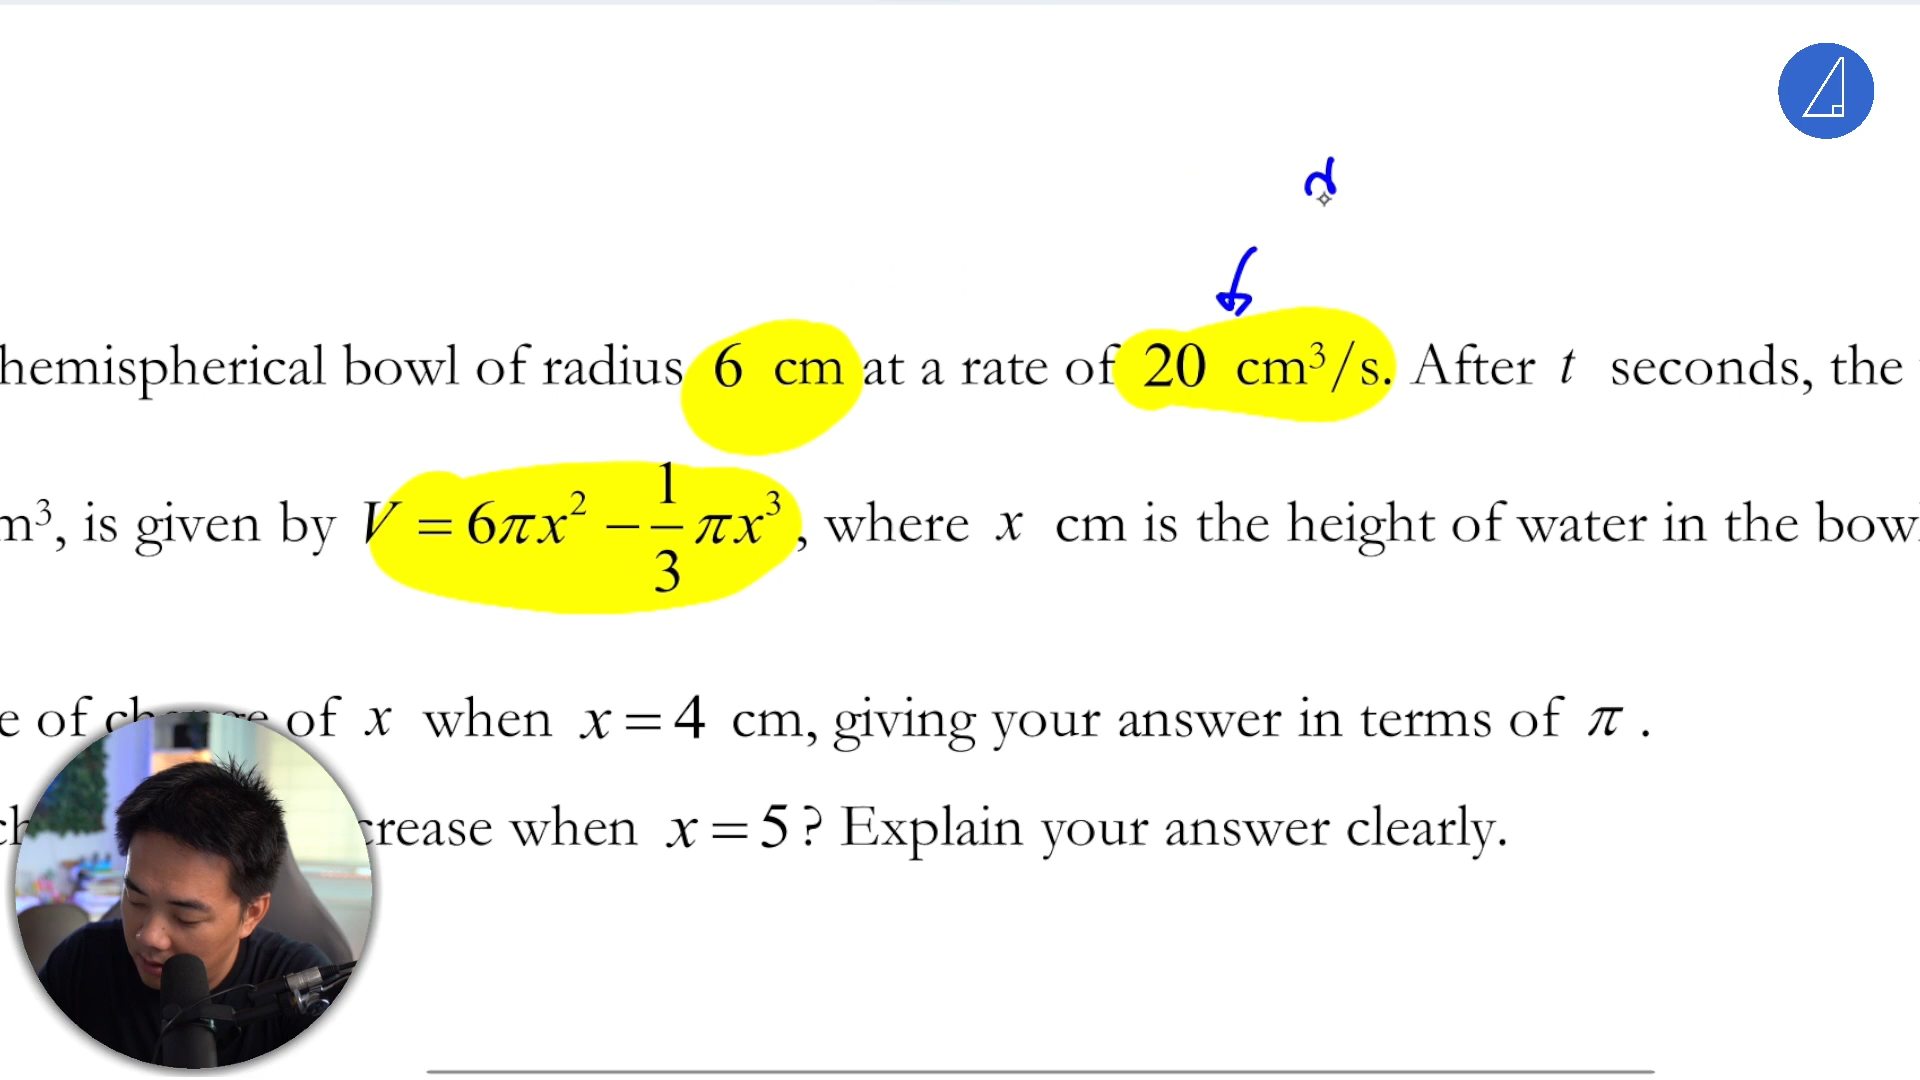 d
hemispherical bowl of radius 6 cm at a rate of 20 cm³/s. After t seconds, the
m³, is given by V = 6πx² − 1/3 πx³, where x cm is the height of water in the bow
e of change of x when x = 4 cm, giving your answer in terms of π.
crease when x = 5? Explain your answer clearly.